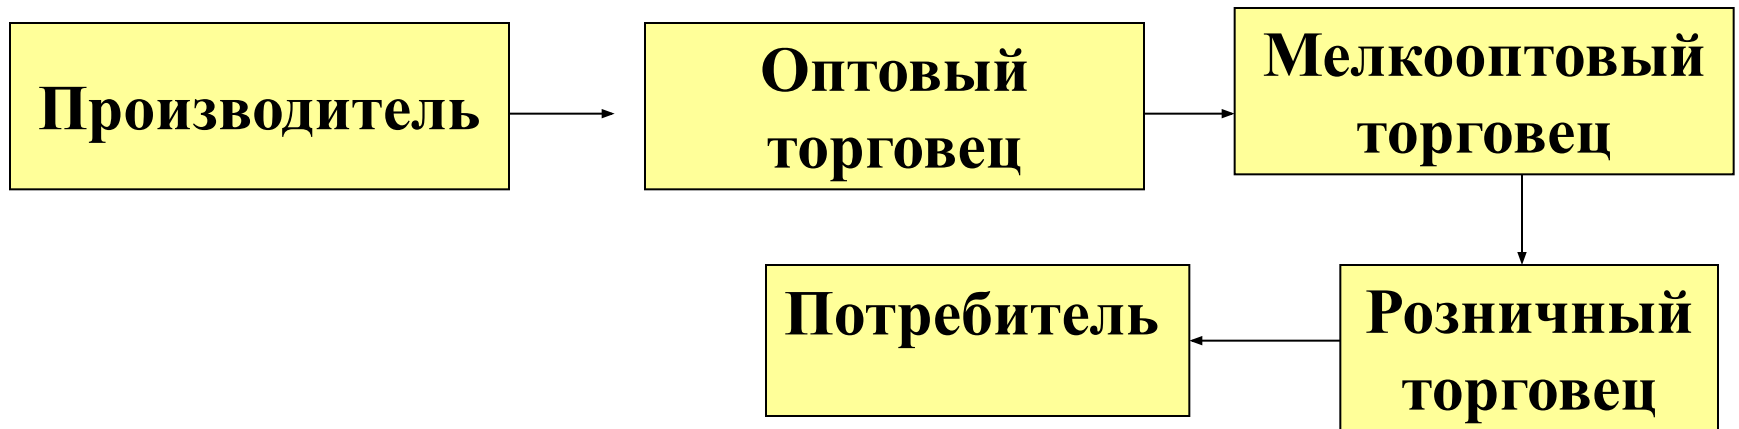 Производитель
Оптовый
торговец
Мелкооптовый
торговец
Розничный
торговец
Потребитель